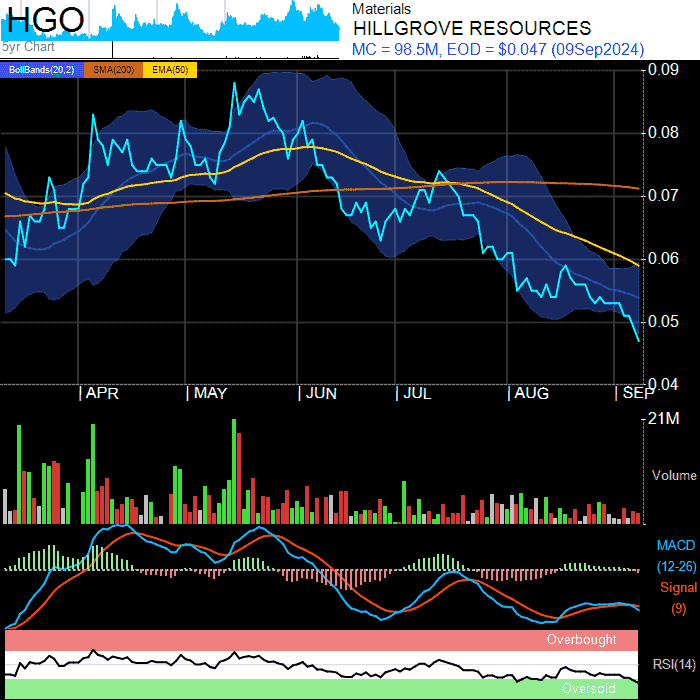 HGO
5yr Chart
Materials
HILLGROVE RESOURCES
MC = 98.5M, EOD = $0.047 (09Sep2024)
BollBands(20,2) SMA(200) EMA(50)
0.09
0.08
0.07
0.06
0.05
0.04
| APR | MAY | JUN | JUL | AUG | SEP
21M
Volume
MACD
(12-26)
Signal
(9)
Overbought
RSI(14)
Oversold